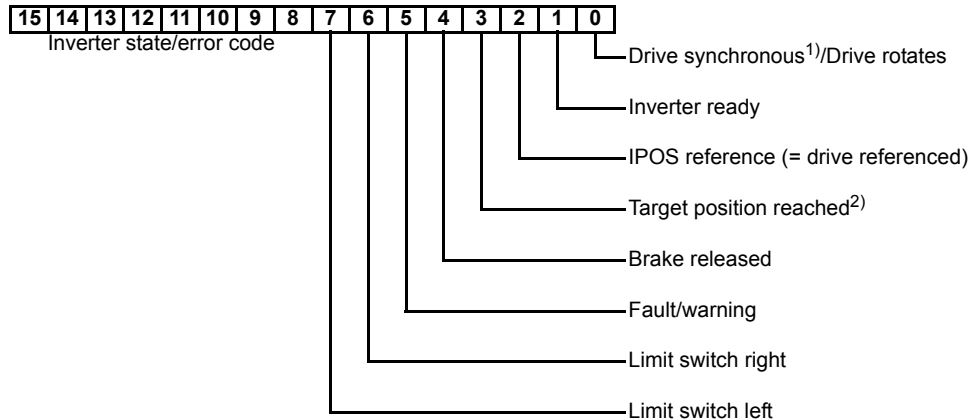 15 14 13 12 11 10 9 8 7 6 5 4 3 2 1 0
Inverter state/error code
Drive synchronous1)/Drive rotates
Inverter ready
IPOS reference (= drive referenced)
Target position reached2)
Brake released
Fault/warning
Limit switch right
Limit switch left